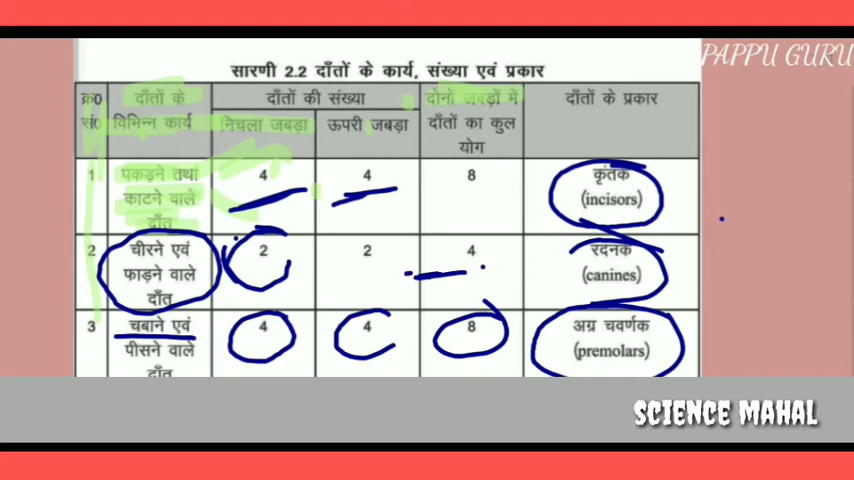 PAPPU GURU
सारणी 2.2 दाँतों के कार्य, संख्या एवं प्रकार
क्र0 सं0
दाँतों के
विभिन्न कार्य
दाँतों की संख्या
निचला जबड़ा
ऊपरी जबड़ा
दोनो जबड़ों में
दाँतों का कुल
योग
दाँतों के प्रकार
1
पकड़ने तथा
काटने वाले
दाँत
4
4
8
कृंतक
(incisors)
2
चीरने एवं
फाड़ने वाले
दाँत
2
2
4
रदनक
(canines)
3
चबाने एवं
पीसने वाले
दाँत
4
4
8
अग्र चवर्णक
(premolars)
SCIENCE MAHAL